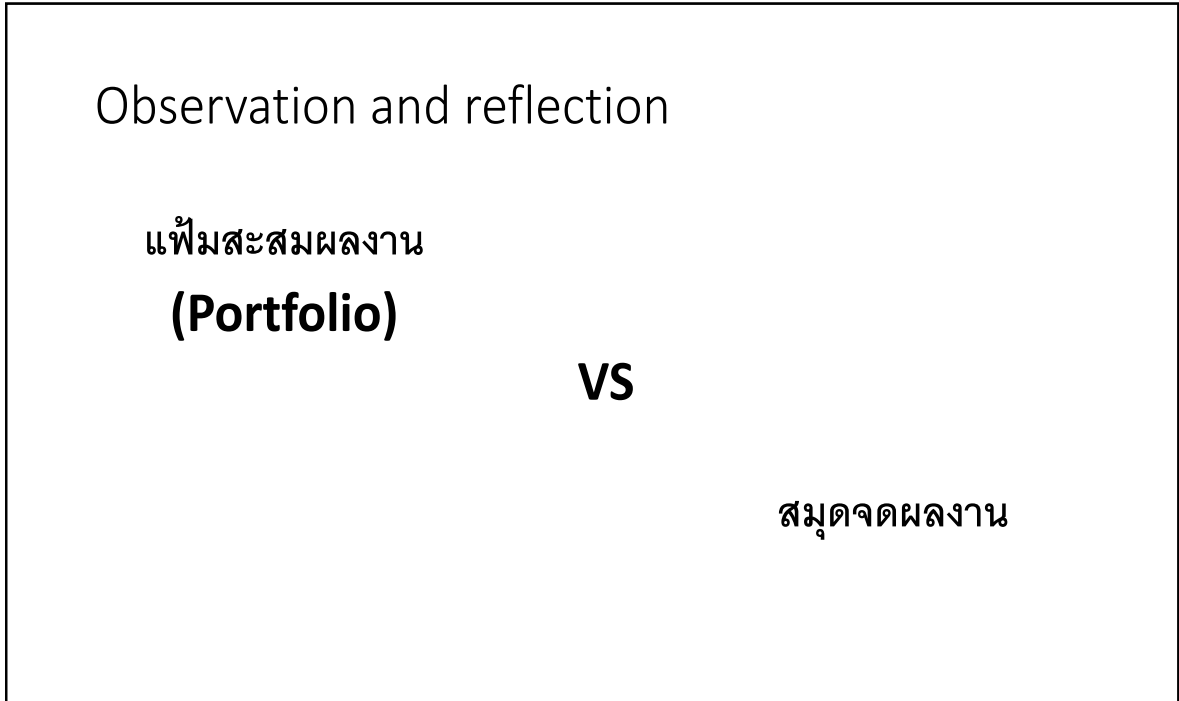 Observation and reflection
แฟ้มสะสมผลงาน
(Portfolio)
VS
สมุดจดผลงาน